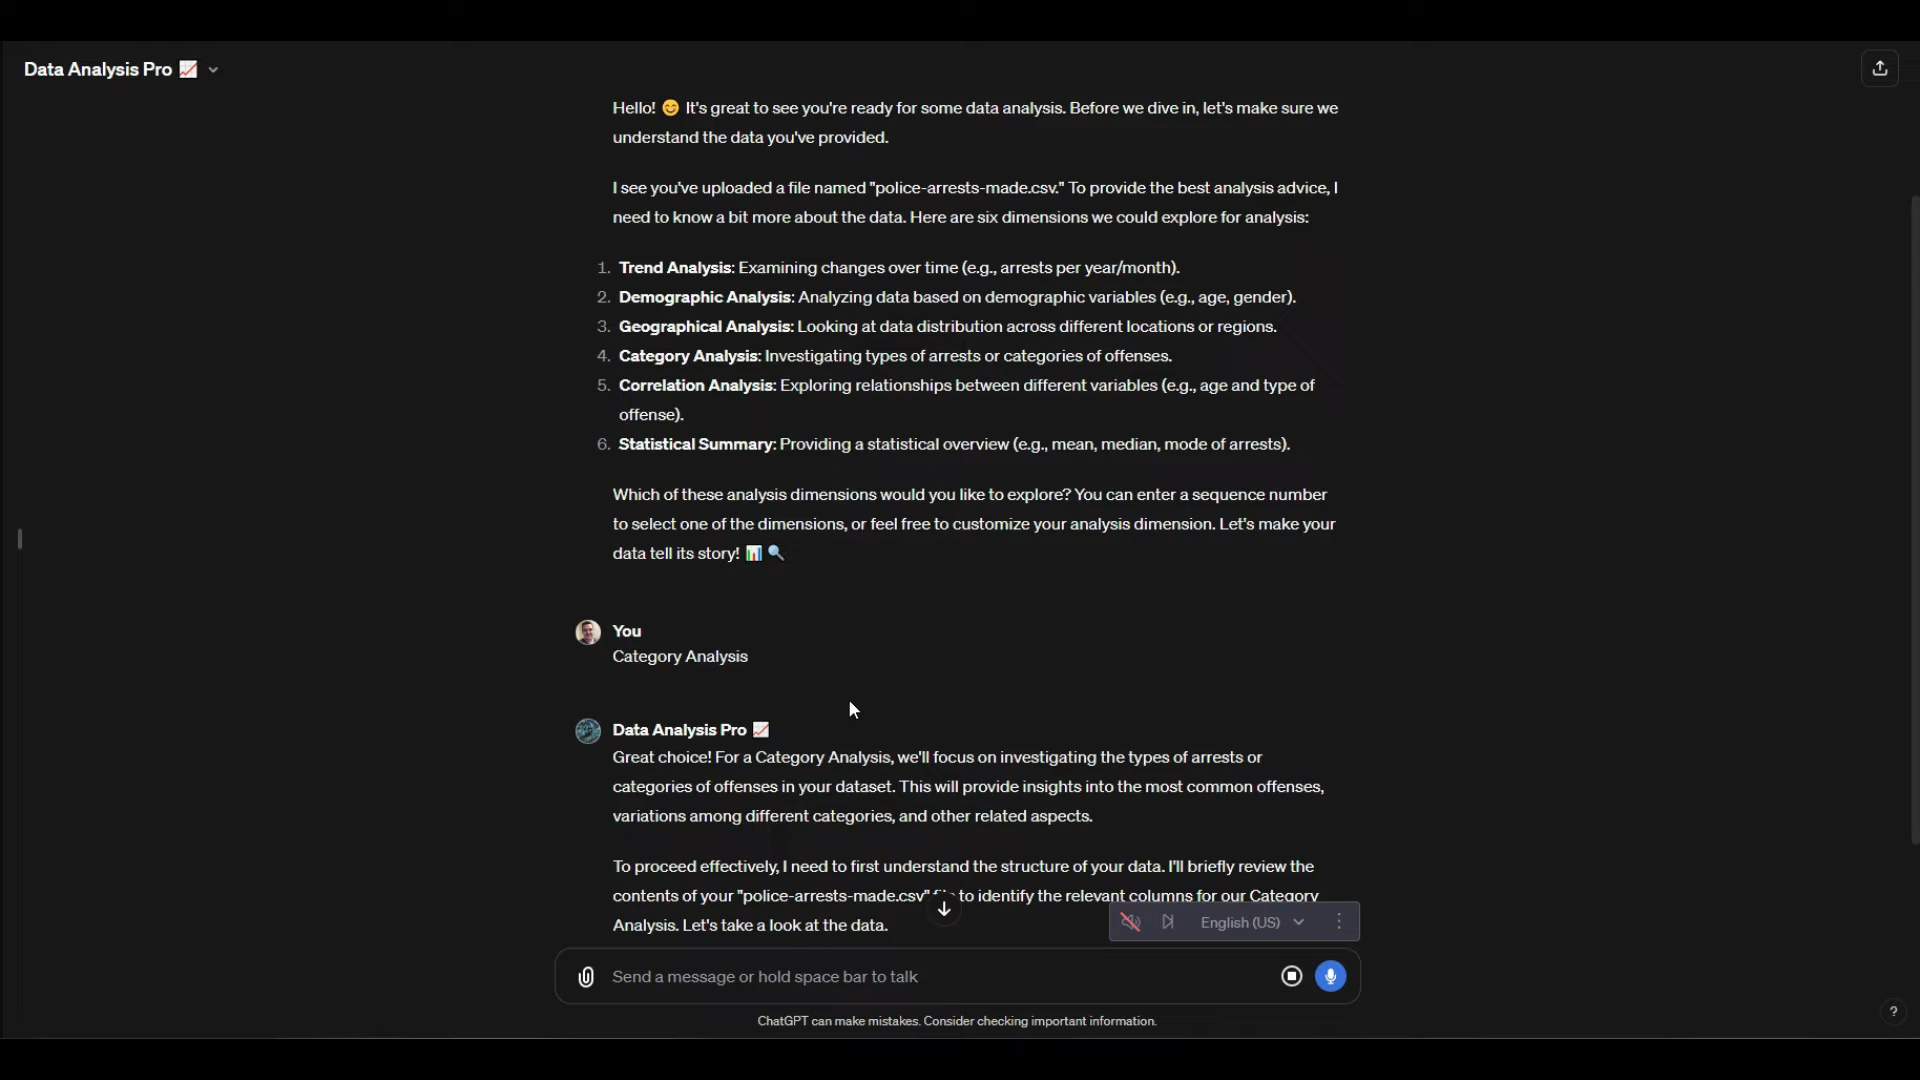 Data Analysis Pro 📈
Hello! 😊 It's great to see you're ready for some data analysis. Before we dive in, let's make sure we
understand the data you've provided.
I see you've uploaded a file named "police-arrests-made.csv." To provide the best analysis advice, I
need to know a bit more about the data. Here are six dimensions we could explore for analysis:
1. Trend Analysis: Examining changes over time (e.g., arrests per year/month).
2. Demographic Analysis: Analyzing data based on demographic variables (e.g., age, gender).
3. Geographical Analysis: Looking at data distribution across different locations or regions.
4. Category Analysis: Investigating types of arrests or categories of offenses.
5. Correlation Analysis: Exploring relationships between different variables (e.g., age and type of
offense).
6. Statistical Summary: Providing a statistical overview (e.g., mean, median, mode of arrests).
Which of these analysis dimensions would you like to explore? You can enter a sequence number
to select one of the dimensions, or feel free to customize your analysis dimension. Let's make your
data tell its story! 📊 🔍
You
Category Analysis
Data Analysis Pro 📈
Great choice! For a Category Analysis, we'll focus on investigating the types of arrests or
categories of offenses in your dataset. This will provide insights into the most common offenses,
variations among different categories, and other related aspects.
To proceed effectively, I need to first understand the structure of your data. I'll briefly review the
contents of your "police-arrests-made.csv" to identify the relevant columns for our Category
Analysis. Let's take a look at the data.
English (US)
Send a message or hold space bar to talk
ChatGPT can make mistakes. Consider checking important information.
?